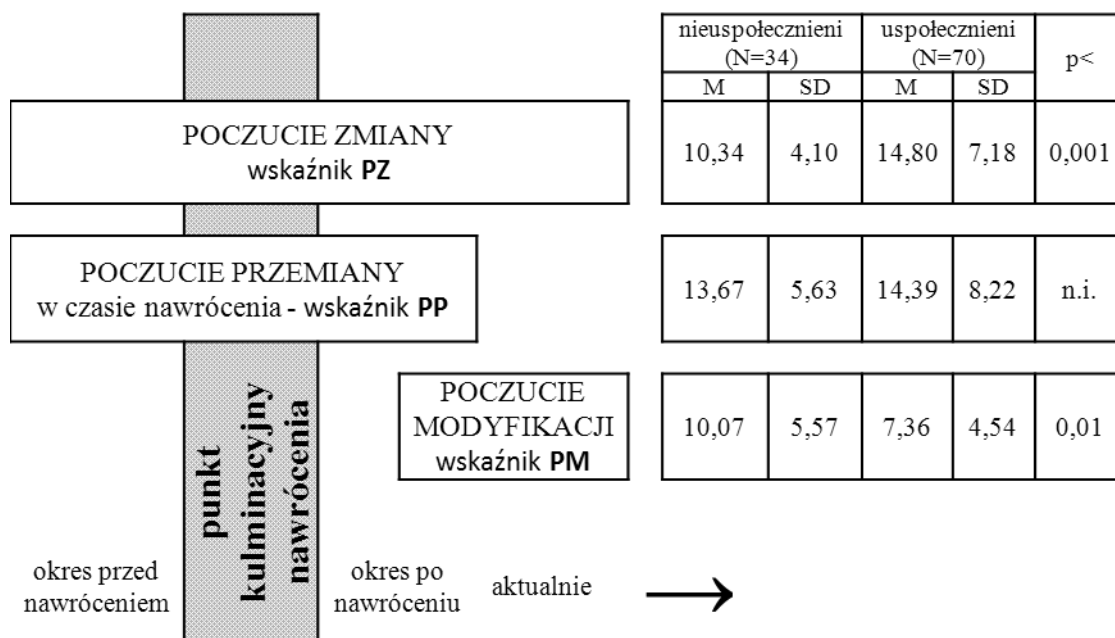 nieuspołecznieni uspołecznieni p<
(N=34) (N=70)
M SD M SD
POCZUCIE ZMIANY
wskaźnik PZ
10,34 4,10 14,80 7,18 0,001
POCZUCIE PRZEMIANY
w czasie nawrócenia - wskaźnik PP
13,67 5,63 14,39 8,22 n.i.
POCZUCIE
MODYFIKACJI
wskaźnik PM
10,07 5,57 7,36 4,54 0,01
punkt
kulminacyjny
nawrócenia
okres przed
nawróceniem
okres po
nawróceniu
aktualnie